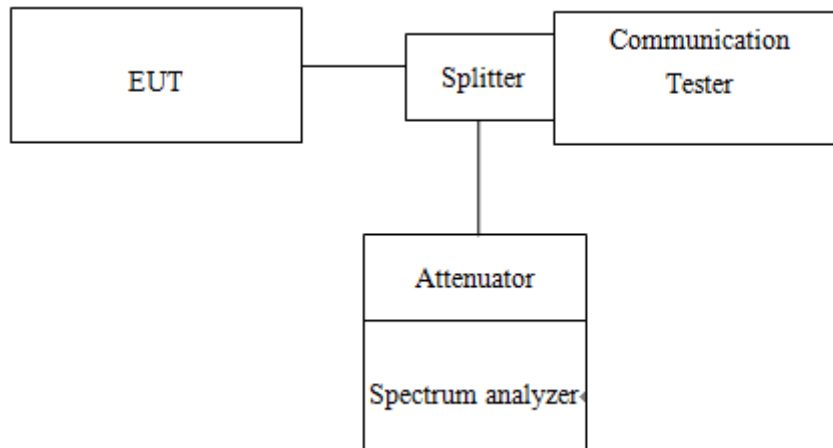 EUT
Splitter
Communication
Tester
Attenuator
Spectrum analyzer